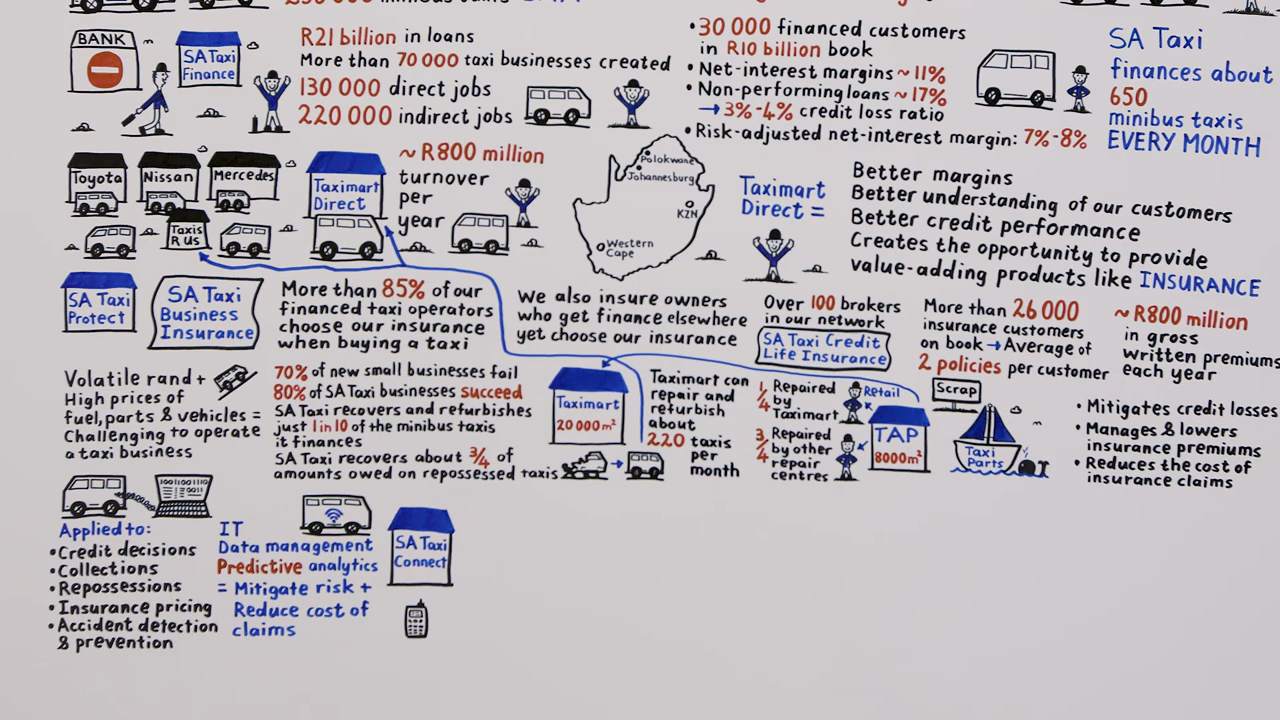 BANK
SA Taxi
Finance
R21 billion in loans
More than 70 000 taxi businesses created
130 000 direct jobs
220 000 indirect jobs
• 30 000 financed customers
in R10 billion book
• Net-interest margins ~ 11%
• Non-performing loans ~ 17%
→ 3%-4% credit loss ratio
• Risk-adjusted net-interest margin: 7%-8%
SA Taxi
finances about
650
minibus taxis
EVERY MONTH
Toyota
Nissan
Mercedes
Taxis
R Us
Taximart
Direct
~ R800 million
turnover
per
year
Polokwane
Johannesburg
KZN
Western
Cape
Taximart
Direct =
Better margins
Better understanding of our customers
Better credit performance
Creates the opportunity to provide
value-adding products like INSURANCE
SA Taxi
Protect
SA Taxi
Business
Insurance
More than 85% of our
financed taxi operators
choose our insurance
when buying a taxi
We also insure owners
who get finance elsewhere
yet choose our insurance
Over 100 brokers
in our network
SA Taxi Credit
Life Insurance
More than 26 000
insurance customers
on book → Average of
2 policies per customer
~ R800 million
in gross
written premiums
each year
Volatile rand +
High prices of
fuel, parts & vehicles =
Challenging to operate
a taxi business
70% of new small businesses fail
80% of SA Taxi businesses succeed
SA Taxi recovers and refurbishes
just 1 in 10 of the minibus taxis
it finances
SA Taxi recovers about 3/4 of
amounts owed on repossessed taxis
Taximart
20 000 m²
Taximart can
repair and
refurbish
about
220 taxis
per
month
1/4 Repaired
by
Taximart
3/4 Repaired
by other
repair
centres
Retail
TAP
8000 m²
Scrap
Taxi
Parts
• Mitigates credit losses
• Manages & lowers
insurance premiums
• Reduces the cost of
insurance claims
Applied to:
• Credit decisions
• Collections
• Repossessions
• Insurance pricing
• Accident detection
& prevention
IT
Data management
Predictive analytics
= Mitigate risk +
Reduce cost of
claims
SA Taxi
Connect